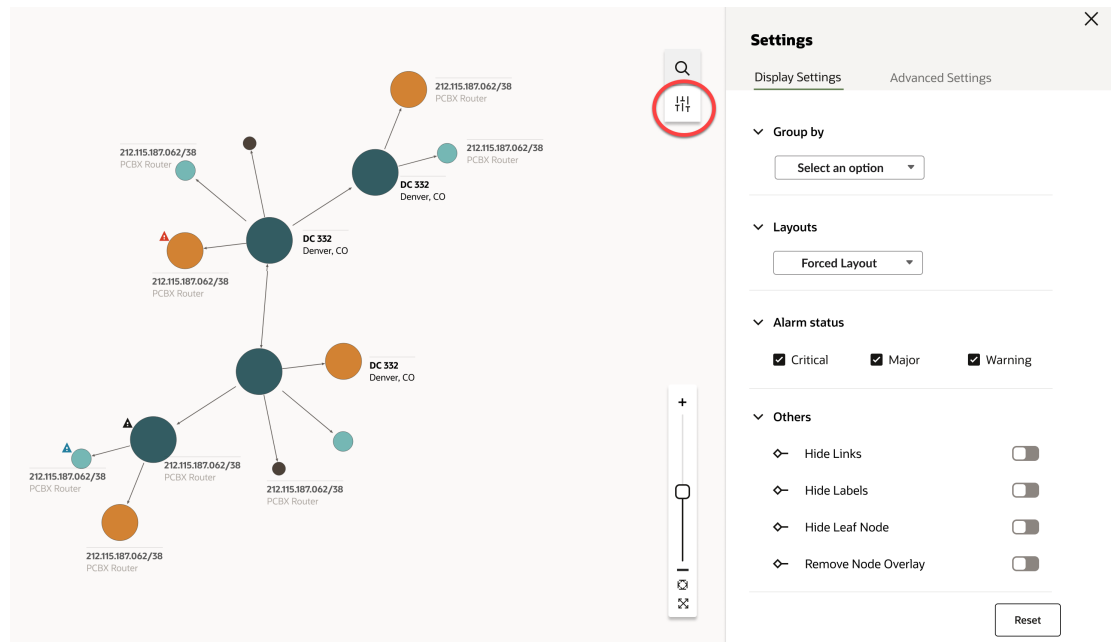 212.115.187.062/38
PCBX Router
212.115.187.062/38
PCBX Router
212.115.187.062/38
PCBX Router
DC 332
Denver, CO
DC 332
Denver, CO
212.115.187.062/38
PCBX Router
DC 332
Denver, CO
212.115.187.062/38
PCBX Router
212.115.187.062/38
PCBX Router
212.115.187.062/38
PCBX Router
212.115.187.062/38
PCBX Router
+
Settings
Display Settings
Advanced Settings
Group by
Select an option
Layouts
Forced Layout
Alarm status
Critical
Major
Warning
Others
Hide Links
Hide Labels
Hide Leaf Node
Remove Node Overlay
Reset